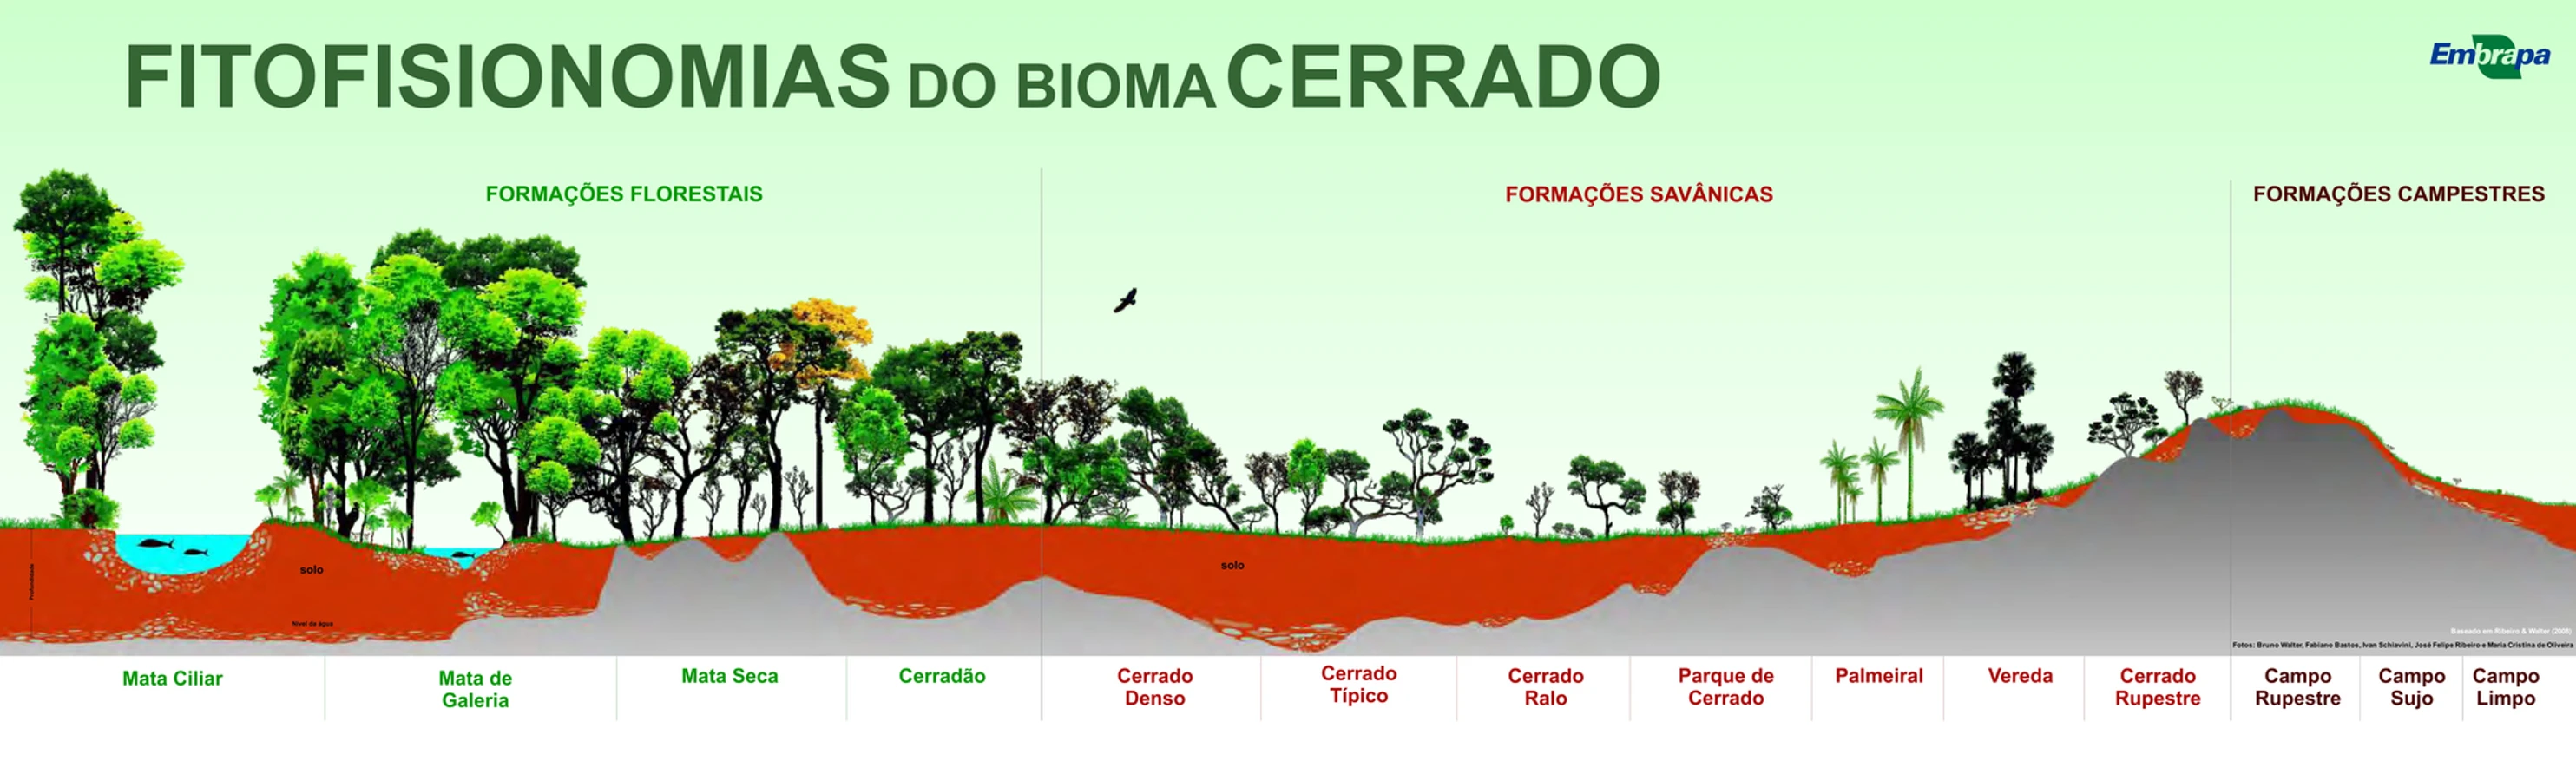 FITOFISIONOMIAS DO BIOMA CERRADO
Embrapa
FORMAÇÕES FLORESTAIS
FORMAÇÕES SAVÂNICAS
FORMAÇÕES CAMPESTRES
Profundidade
solo
solo
Nível da água
Baseado em Ribeiro & Walter (2008)
Fotos: Bruno Walter, Fabiano Bastos, Ivan Schiavini, José Felipe Ribeiro e Maria Cristina de Oliveira
Mata Ciliar
Mata de
Galeria
Mata Seca
Cerradão
Cerrado
Denso
Cerrado
Típico
Cerrado
Ralo
Parque de
Cerrado
Palmeiral
Vereda
Cerrado
Rupestre
Campo
Rupestre
Campo
Sujo
Campo
Limpo